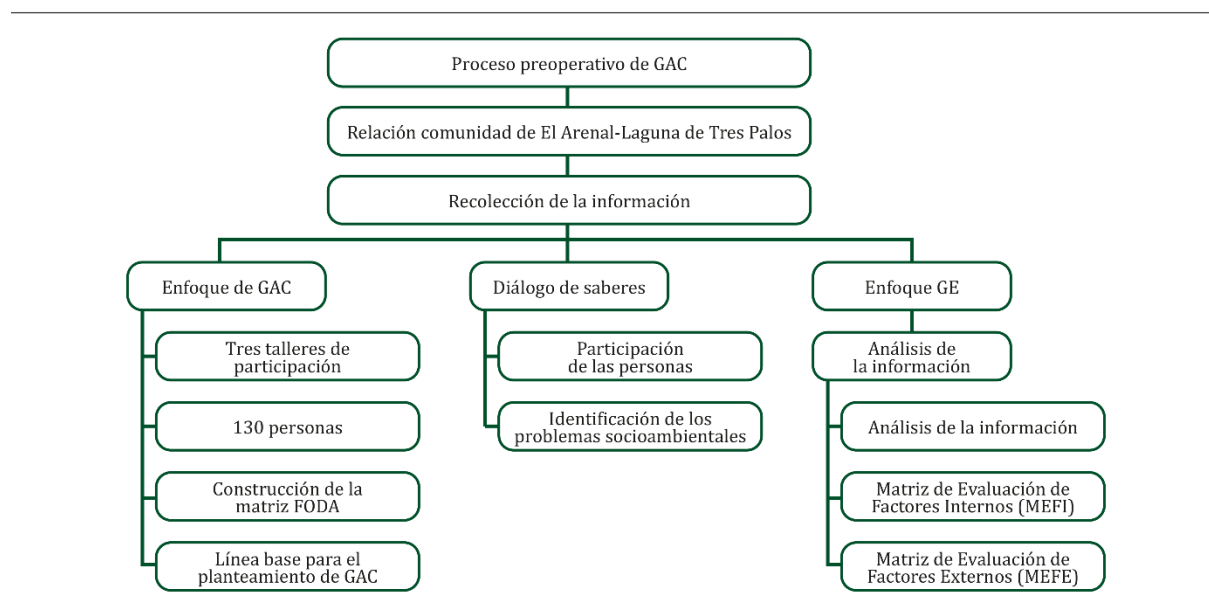 Proceso preoperativo de GAC
Relación comunidad de El Arenal-Laguna de Tres Palos
Recolección de la información
Enfoque de GAC
Tres talleres de
participación
130 personas
Construcción de la
matriz FODA
Línea base para el
planteamiento de GAC
Diálogo de saberes
Participación
de las personas
Identificación de los
problemas socioambientales
Enfoque GE
Análisis de
la información
Análisis de la información
Matriz de Evaluación de
Factores Internos (MEFI)
Matriz de Evaluación de
Factores Externos (MEFE)